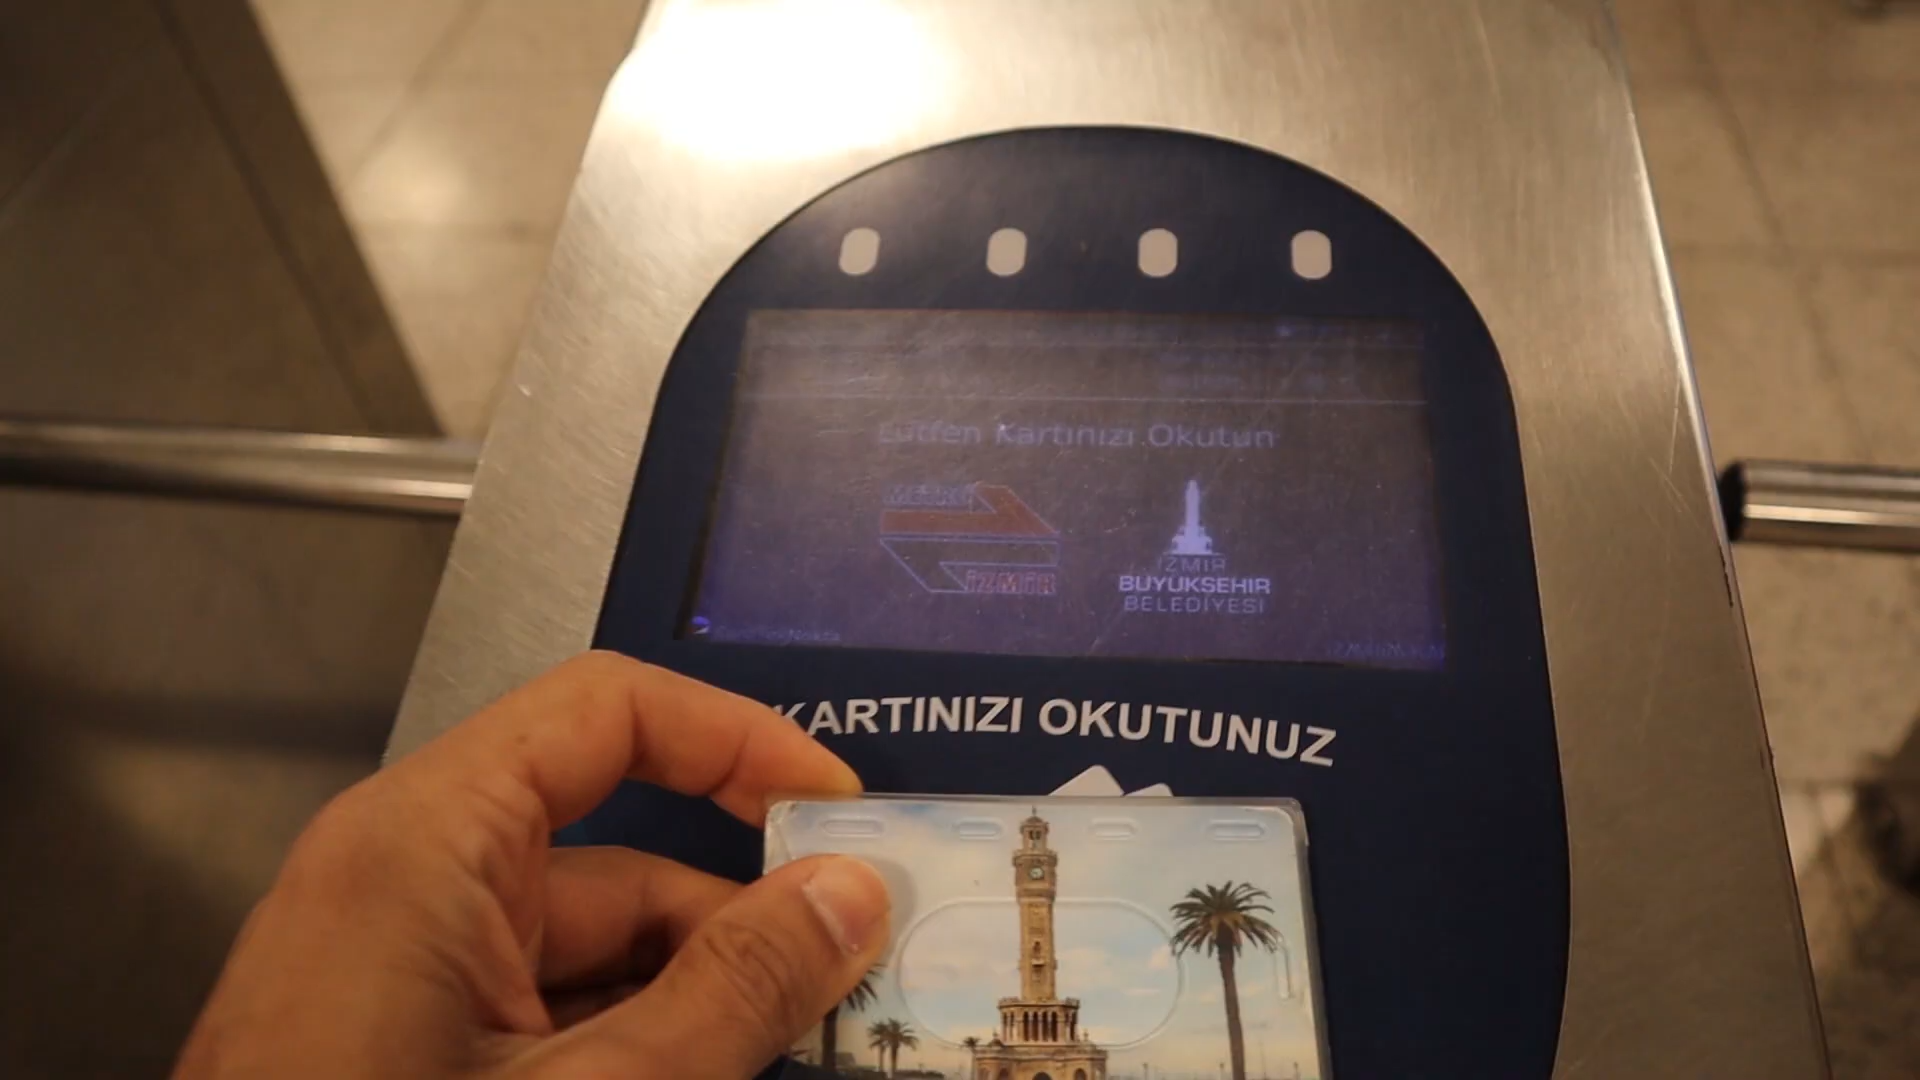 Lütfen Kartınızı Okutun
METRO
İZMİR
İZMİR
BÜYÜKŞEHİR
BELEDİYESİ
KARTINIZI OKUTUNUZ